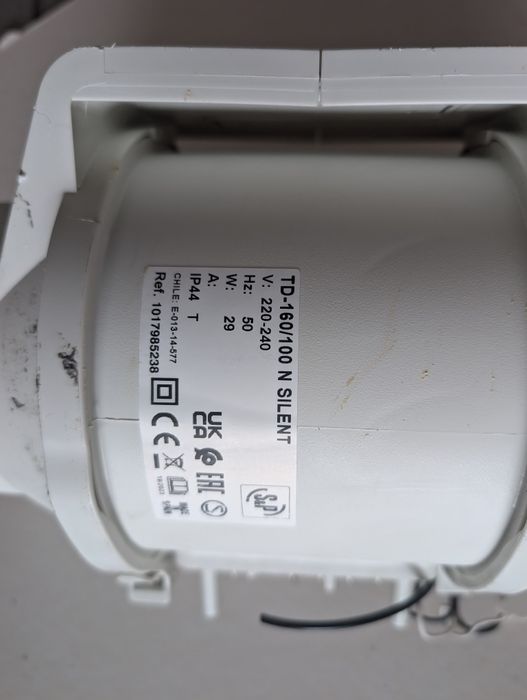 TD-160/100 N SILENT
V: 220-240
Hz: 50
W: 29
A:
IP44 T
CHILE: E-013-14-577
Ref. 1017985238
S&P
UK
CA
EAC
S
CE